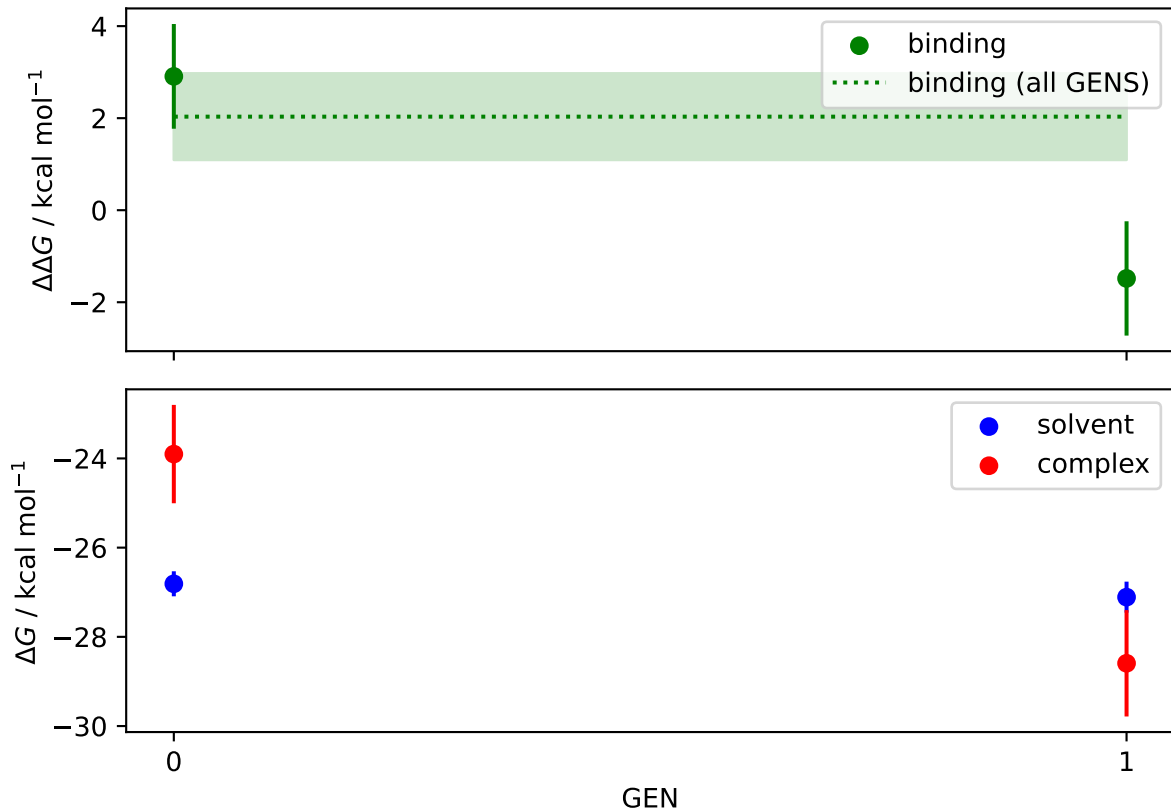 4
2
0
−2
ΔΔG / kcal mol⁻¹
binding
binding (all GENS)
−24
−26
−28
−30
ΔG / kcal mol⁻¹
solvent
complex
0
1
GEN